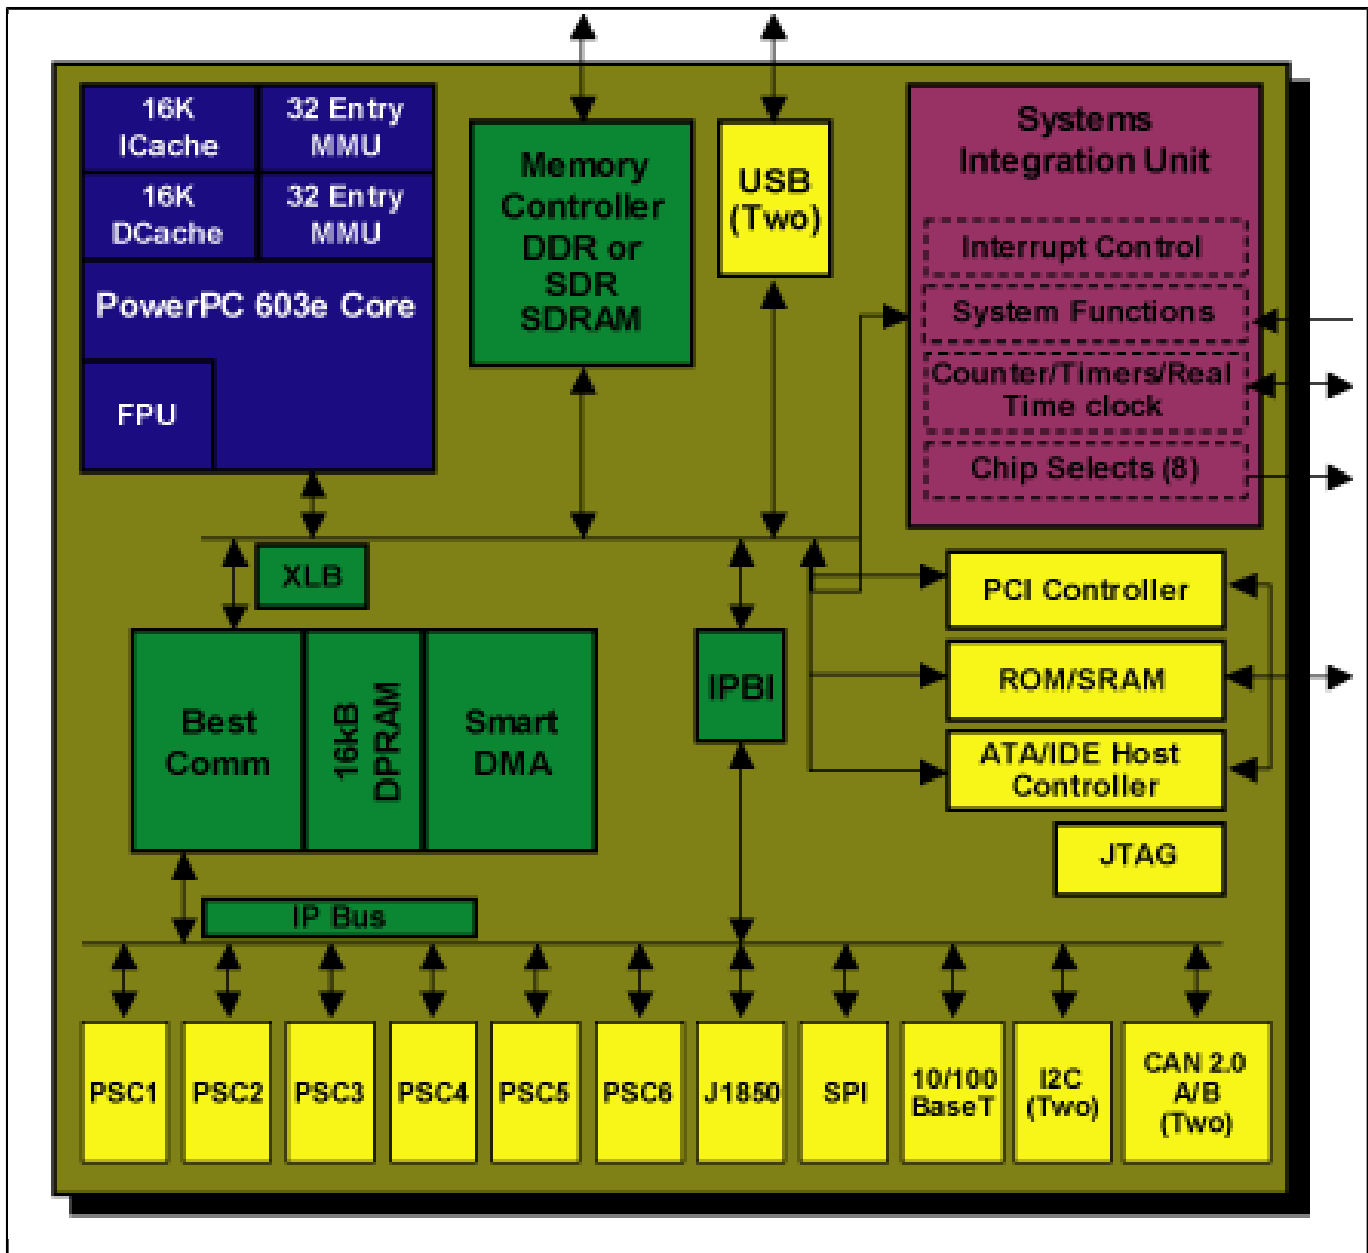 16K
ICache
32 Entry
MMU
16K
DCache
32 Entry
MMU
PowerPC 603e Core
FPU
Memory
Controller
DDR or
SDR
SDRAM
USB
(Two)
Systems
Integration Unit
Interrupt Control
System Functions
Counter/Timers/Real
Time clock
Chip Selects (8)
XLB
Best
Comm
16kB
DPRAM
Smart
DMA
IPBI
PCI Controller
ROM/SRAM
ATA/IDE Host
Controller
JTAG
IP Bus
PSC1
PSC2
PSC3
PSC4
PSC5
PSC6
J1850
SPI
10/100
BaseT
I2C
(Two)
CAN 2.0
A/B
(Two)